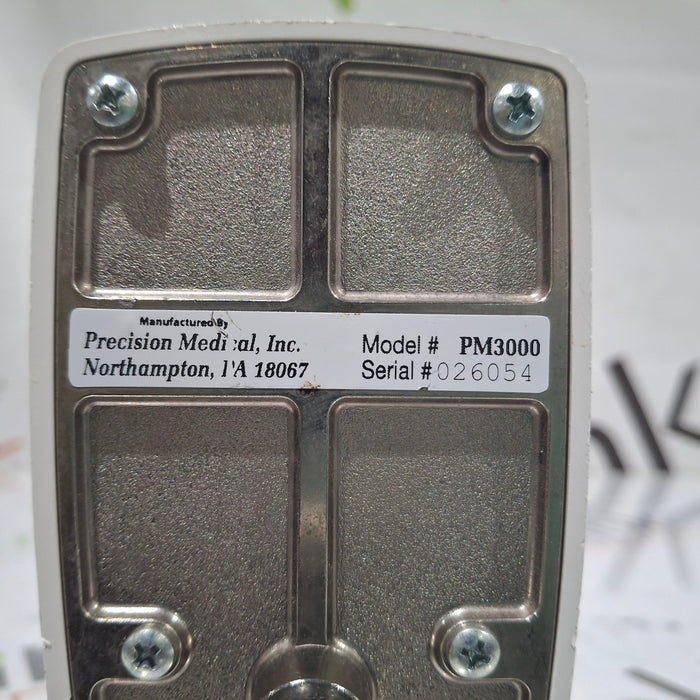 Manufactured By
Precision Medical, Inc.
Northampton, PA 18067
Model # PM3000
Serial # 026054